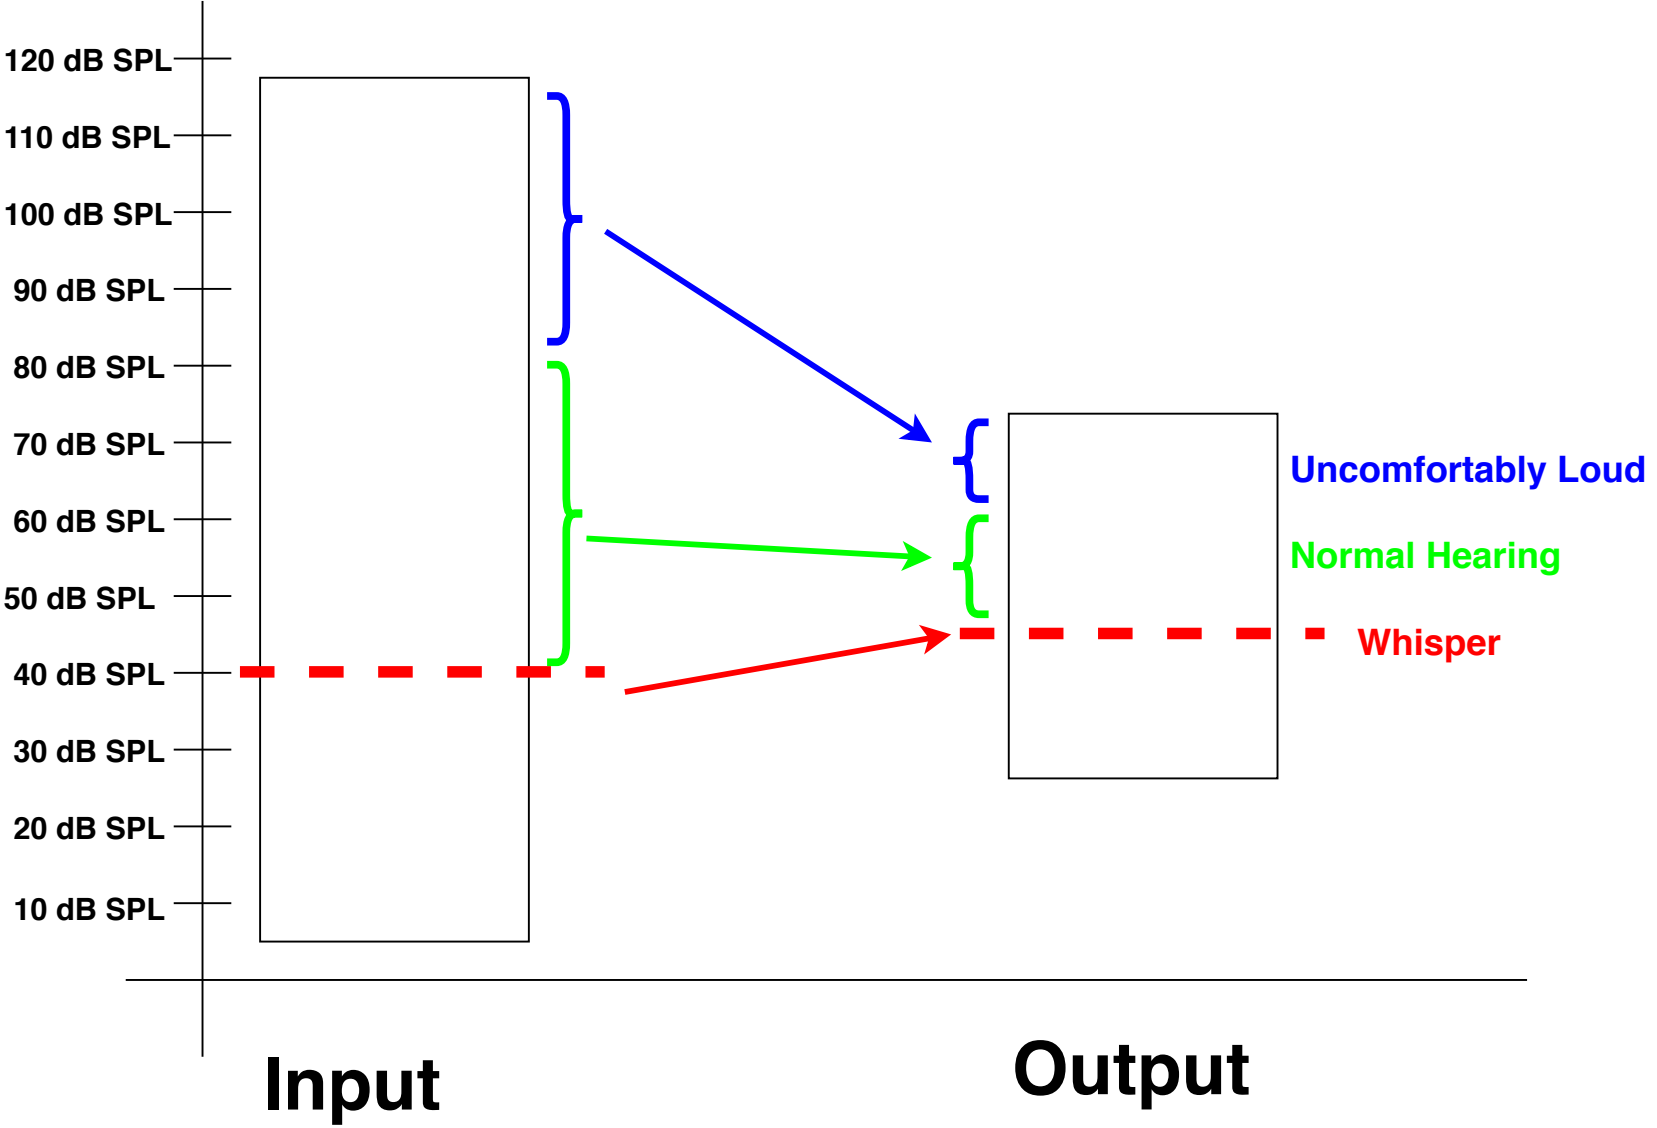 120 dB SPL
110 dB SPL
100 dB SPL
90 dB SPL
80 dB SPL
70 dB SPL
Uncomfortably Loud
60 dB SPL
Normal Hearing
50 dB SPL
Whisper
40 dB SPL
30 dB SPL
20 dB SPL
10 dB SPL
Input
Output